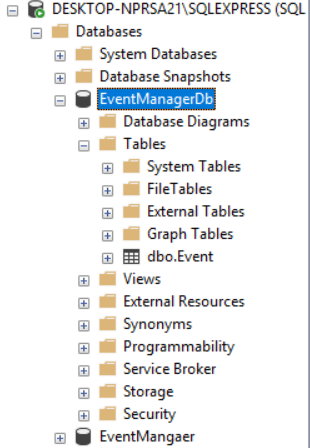 DESKTOP-NPRSA21\SQLEXPRESS (SQL
Databases
System Databases
Database Snapshots
EventManagerDb
Database Diagrams
Tables
System Tables
FileTables
External Tables
Graph Tables
dbo.Event
Views
External Resources
Synonyms
Programmability
Service Broker
Storage
Security
EventMangaer